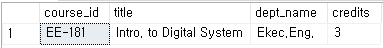 course_id title dept_name credits
1 EE-181 Intro, to Digital System Ekec,Eng, 3